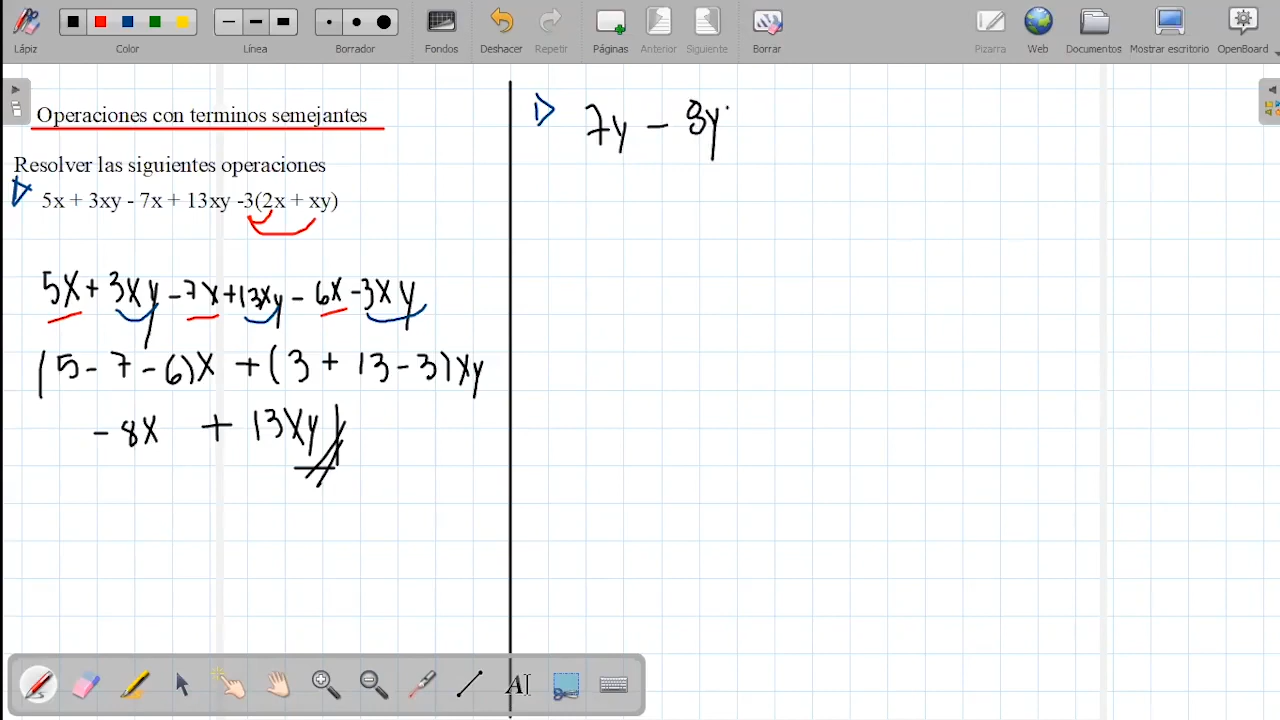 Lápiz Color Línea Borrador Fondos Deshacer Repetir Páginas Anterior Siguiente Borrar Pizarra Web Documentos Mostrar escritorio OpenBoard
Operaciones con terminos semejantes
Resolver las siguientes operaciones
5x + 3xy - 7x + 13xy -3(2x + xy)
5x + 3xy - 7x + 13xy - 6x - 3xy
(5 - 7 - 6)x + (3 + 13 - 3)xy
- 8x + 13xy
7y - 8y